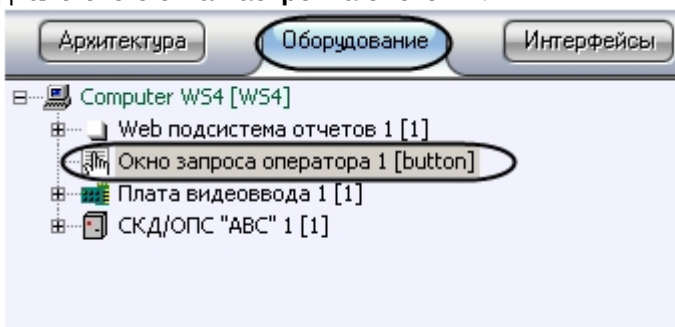 Архитектура Оборудование Интерфейсы
Computer WS4 [WS4]
Web подсистема отчетов 1 [1]
Окно запроса оператора 1 [button]
Плата видеоввода 1 [1]
СКД/ОПС "ABC" 1 [1]